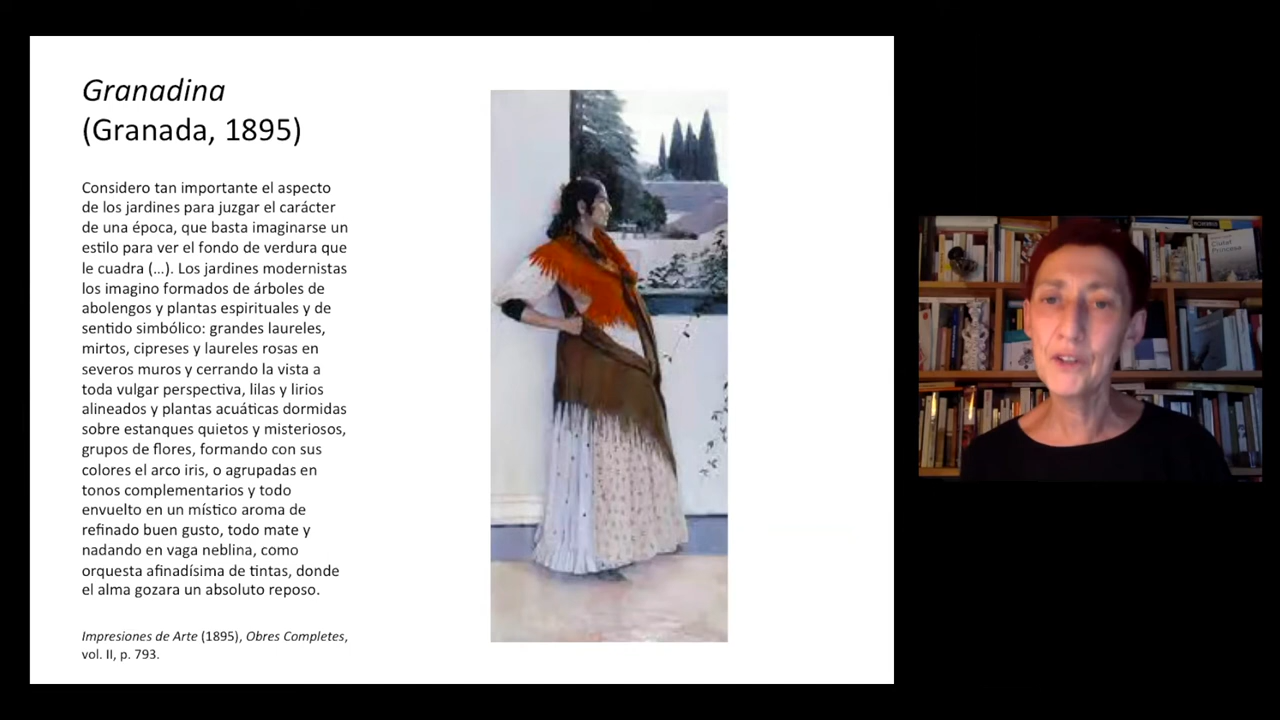 Granadina
(Granada, 1895)
Considero tan importante el aspecto
de los jardines para juzgar el carácter
de una época, que basta imaginarse un
estilo para ver el fondo de verdura que
le cuadra (…). Los jardines modernistas
los imagino formados de árboles de
abolengos y plantas espirituales y de
sentido simbólico: grandes laureles,
mirtos, cipreses y laureles rosas en
severos muros y cerrando la vista a
toda vulgar perspectiva, lilas y lirios
alineados y plantas acuáticas dormidas
sobre estanques quietos y misteriosos,
grupos de flores, formando con sus
colores el arco iris, o agrupadas en
tonos complementarios y todo
envuelto en un místico aroma de
refinado buen gusto, todo mate y
nadando en vaga neblina, como
orquesta afinadísima de tintas, donde
el alma gozara un absoluto reposo.
Impresiones de Arte (1895), Obres Completes,
vol. II, p. 793.
Ciutat
Princesa